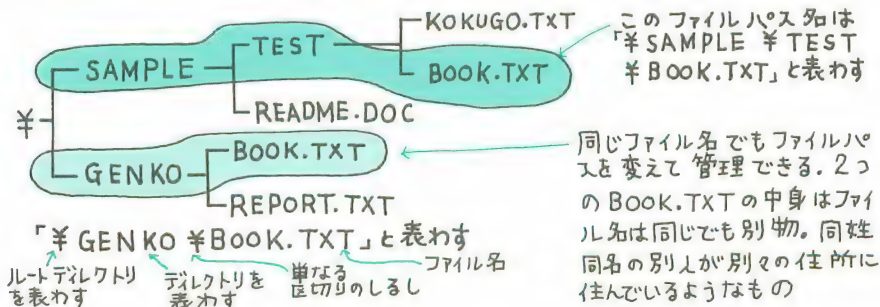 KOKUGO.TXT
TEST
BOOK.TXT
SAMPLE
README.DOC
¥
BOOK.TXT
GENKO
REPORT.TXT
このファイルパス名は
「¥SAMPLE ¥TEST
¥BOOK.TXT」と表わす
同じファイル名でもファイルパ
スを変えて管理できる.2つ
のBOOK.TXTの中身はファイ
ル名は同じでも別物。同姓
同名の別人が別々の住所に
住んでいるようなもの
「¥GENKO ¥BOOK.TXT」と表わす
ルートディレクトリ
を表わす
ディレクトリを
表わす
単なる
区切りのしるし
ファイル名